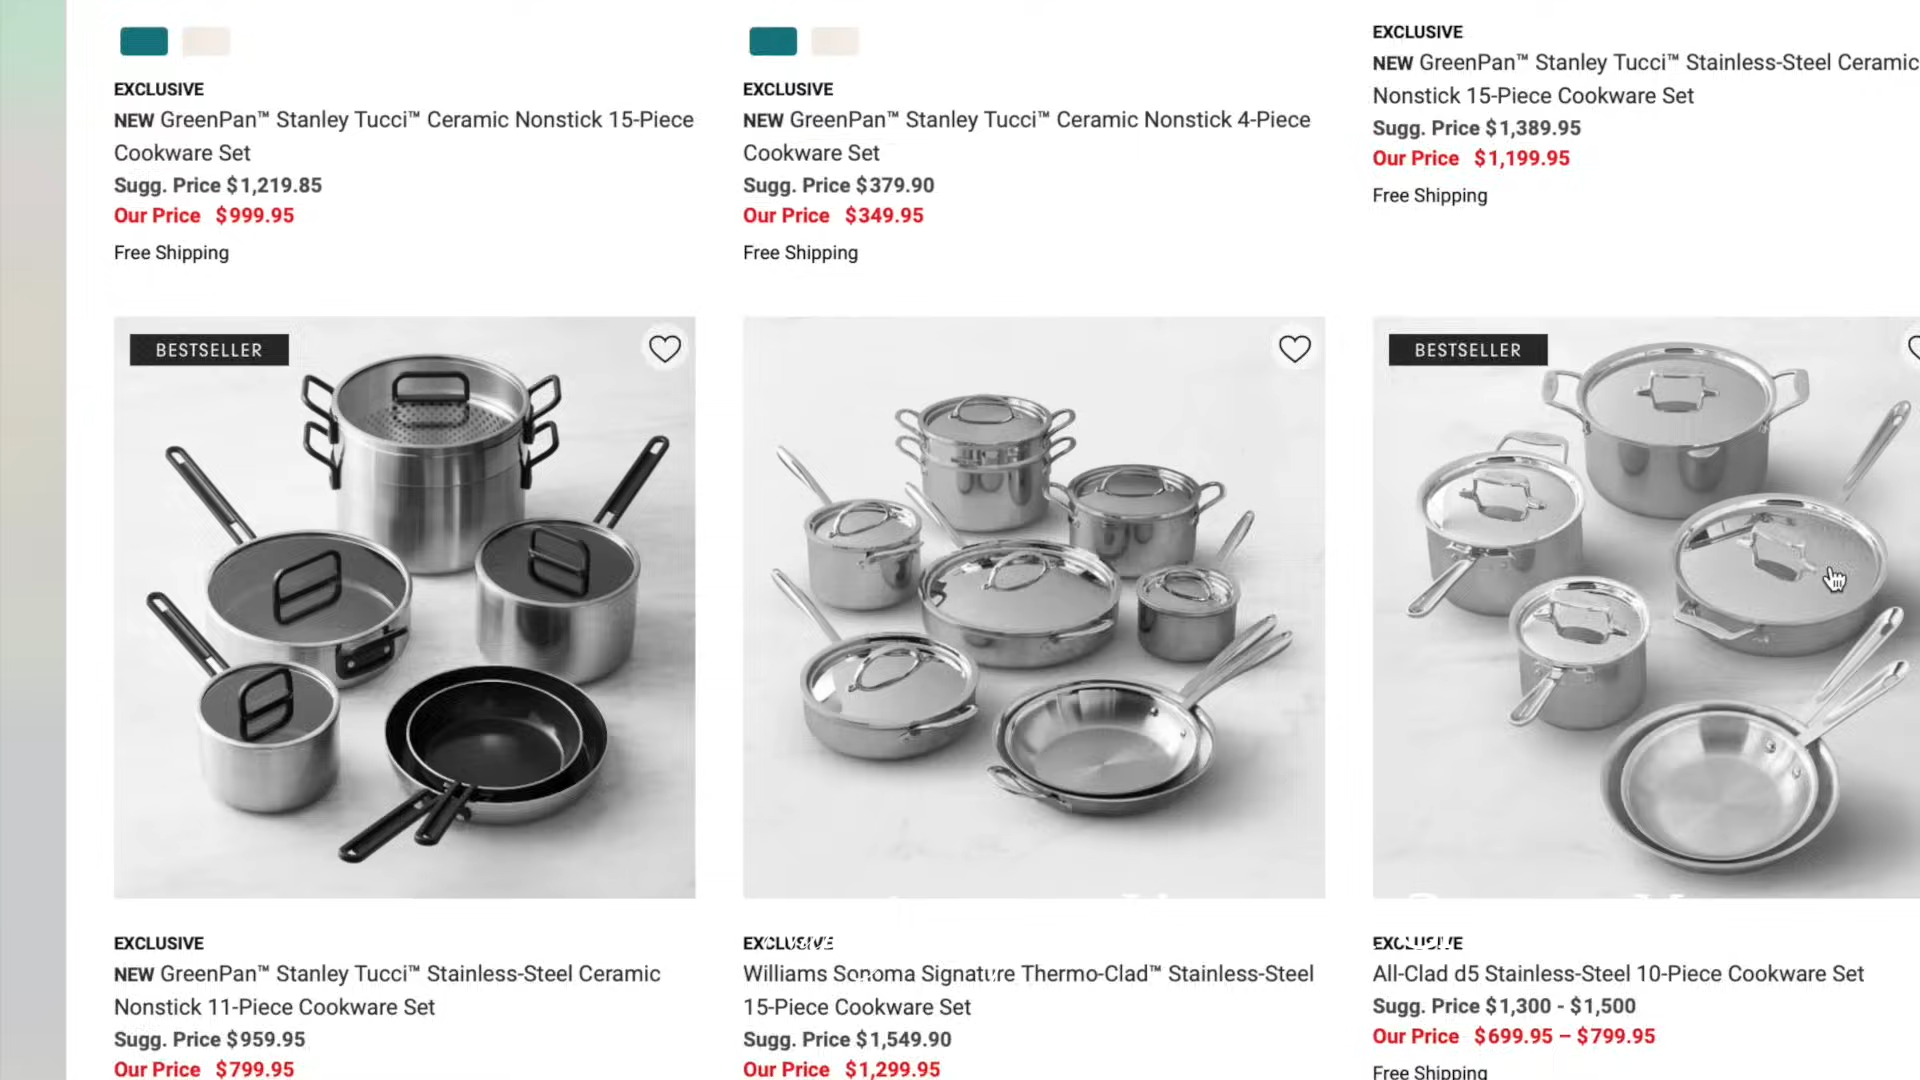 EXCLUSIVE
NEW GreenPan™ Stanley Tucci™ Ceramic Nonstick 15-Piece
Cookware Set
Sugg. Price $1,219.85
Our Price $999.95
Free Shipping
EXCLUSIVE
NEW GreenPan™ Stanley Tucci™ Ceramic Nonstick 4-Piece
Cookware Set
Sugg. Price $379.90
Our Price $349.95
Free Shipping
EXCLUSIVE
NEW GreenPan™ Stanley Tucci™ Stainless-Steel Ceramic
Nonstick 15-Piece Cookware Set
Sugg. Price $1,389.95
Our Price $1,199.95
Free Shipping
BESTSELLER
EXCLUSIVE
NEW GreenPan™ Stanley Tucci™ Stainless-Steel Ceramic
Nonstick 11-Piece Cookware Set
Sugg. Price $959.95
Our Price $799.95
EXCLUSIVE
Williams Sonoma Signature Thermo-Clad™ Stainless-Steel
15-Piece Cookware Set
Sugg. Price $1,549.90
Our Price $1,299.95
BESTSELLER
EXCLUSIVE
All-Clad d5 Stainless-Steel 10-Piece Cookware Set
Sugg. Price $1,300 - $1,500
Our Price $699.95 – $799.95
Free Shipping